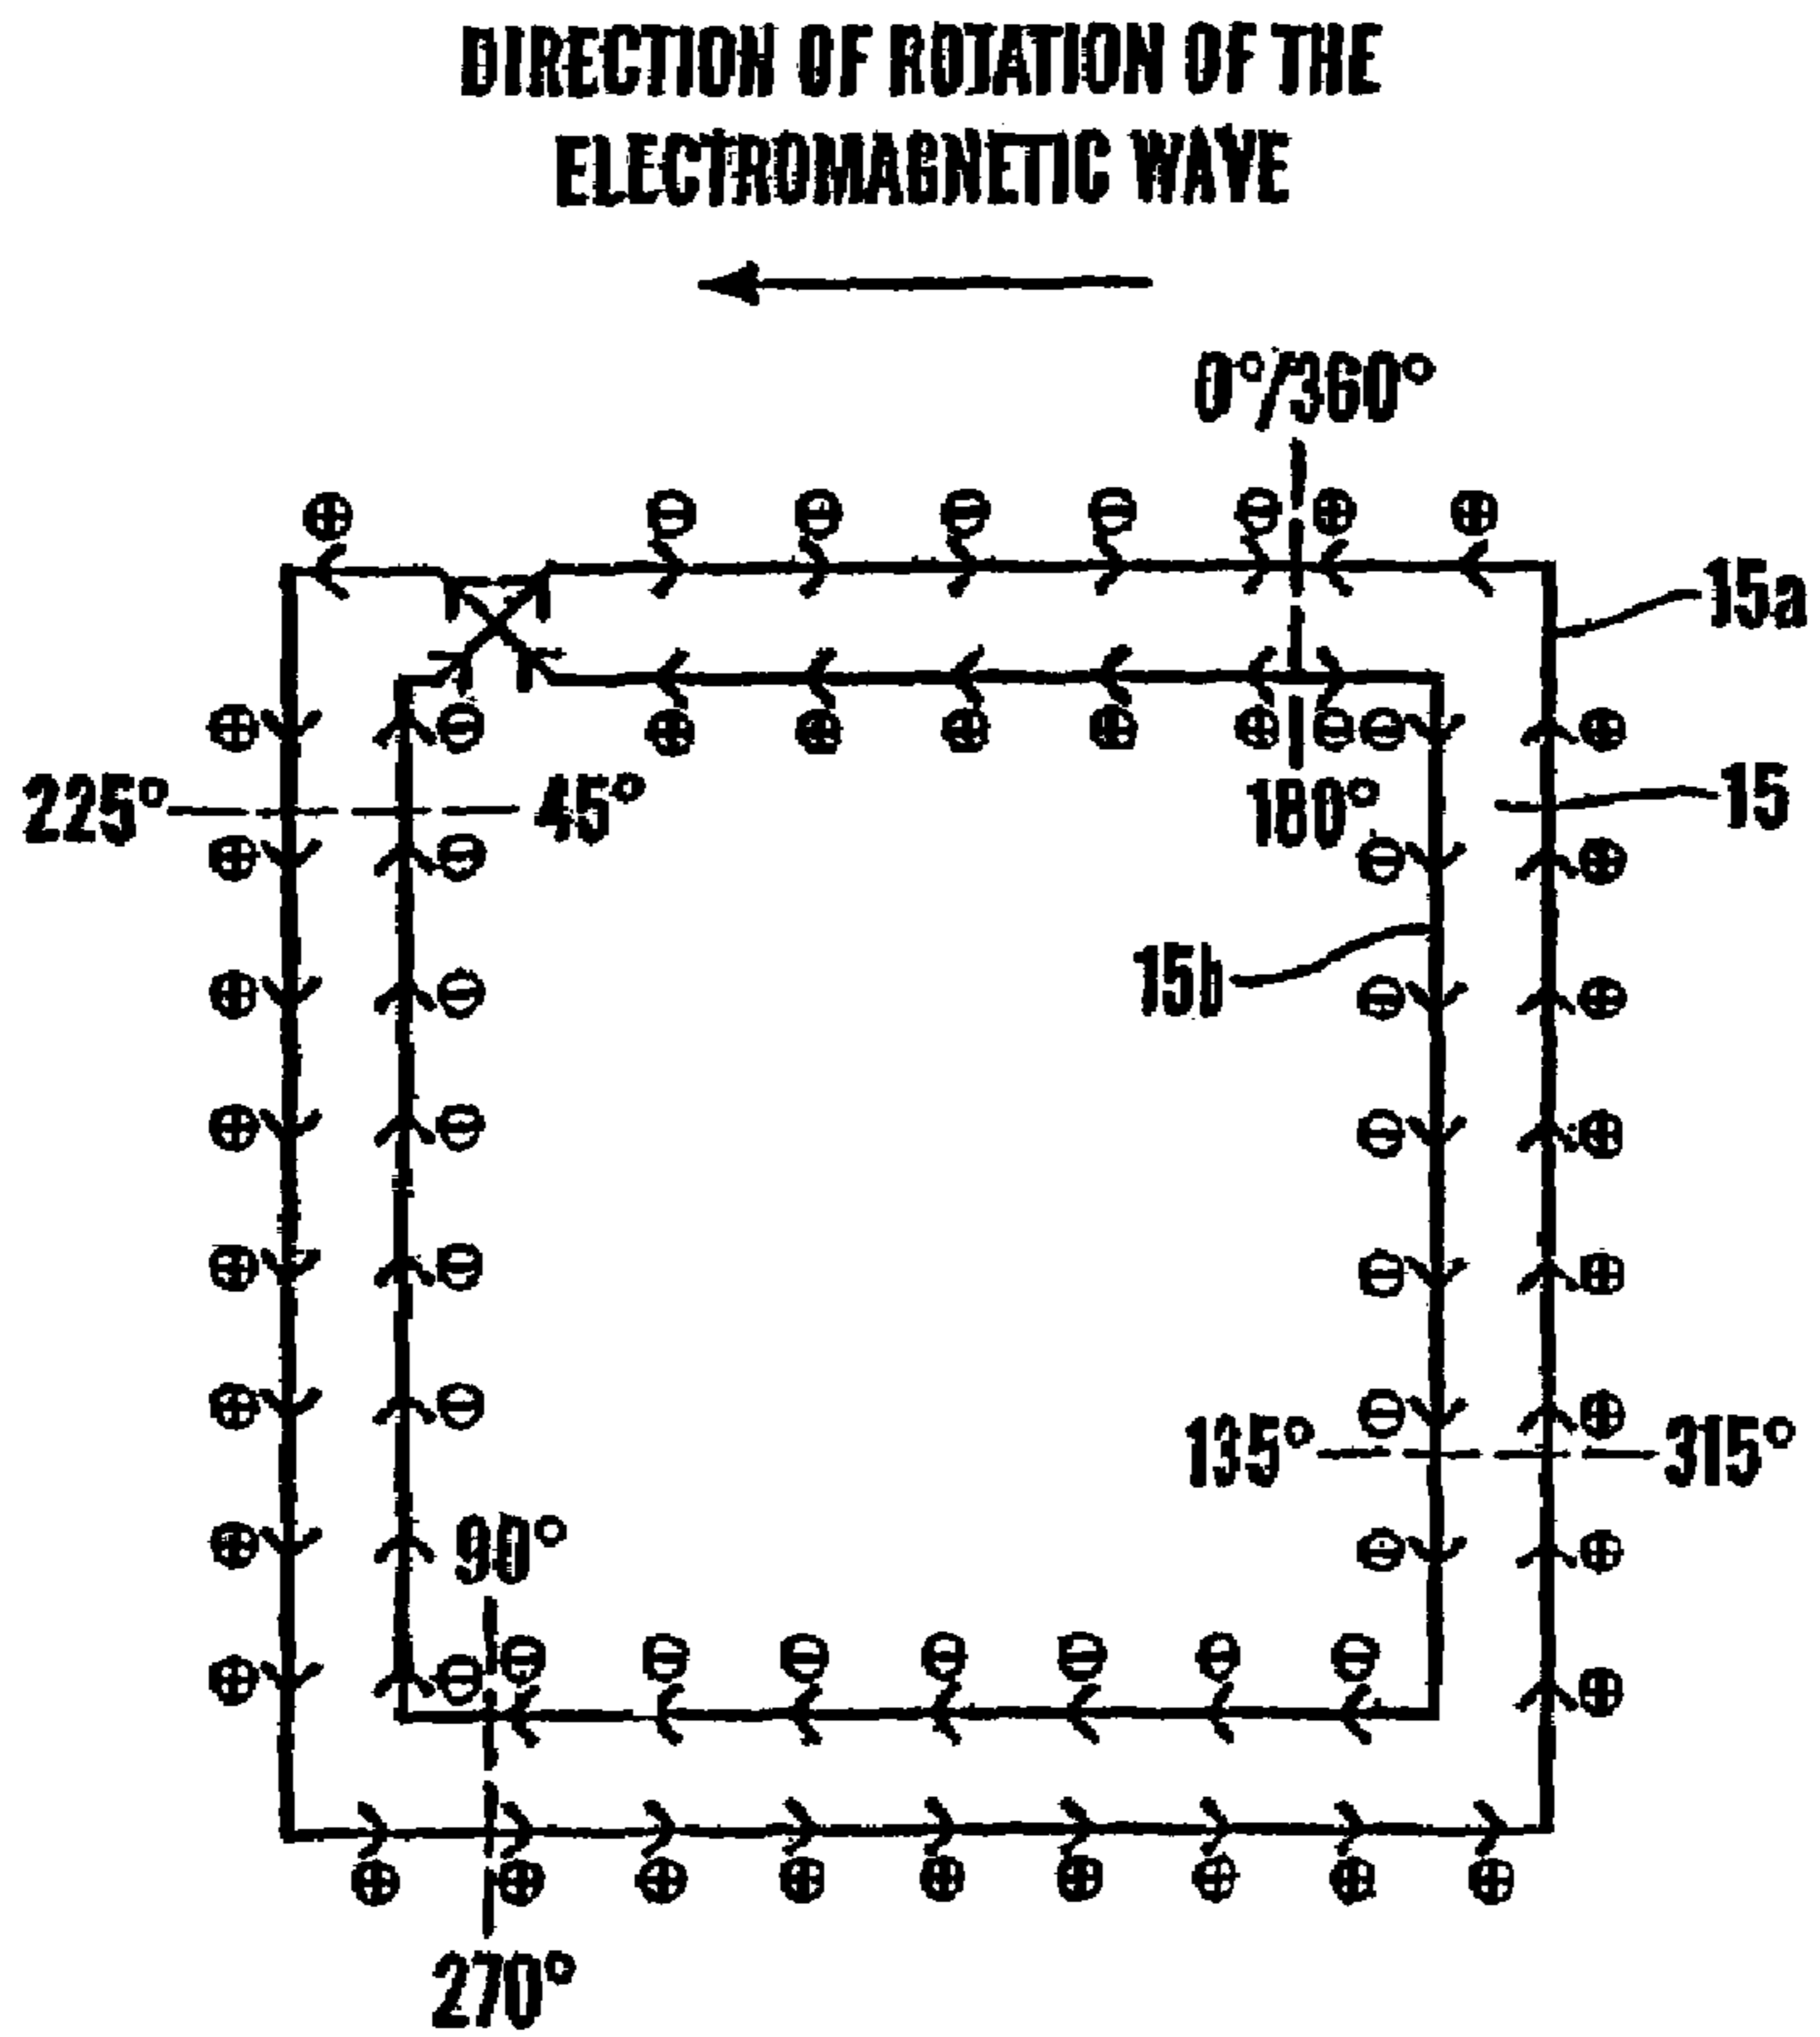 DIRECTION OF ROTATION OF THE
ELECTROMAGNETIC WAVE
0°/360°
15a
225°
45°
180°
15
15b
135°
315°
90°
270°